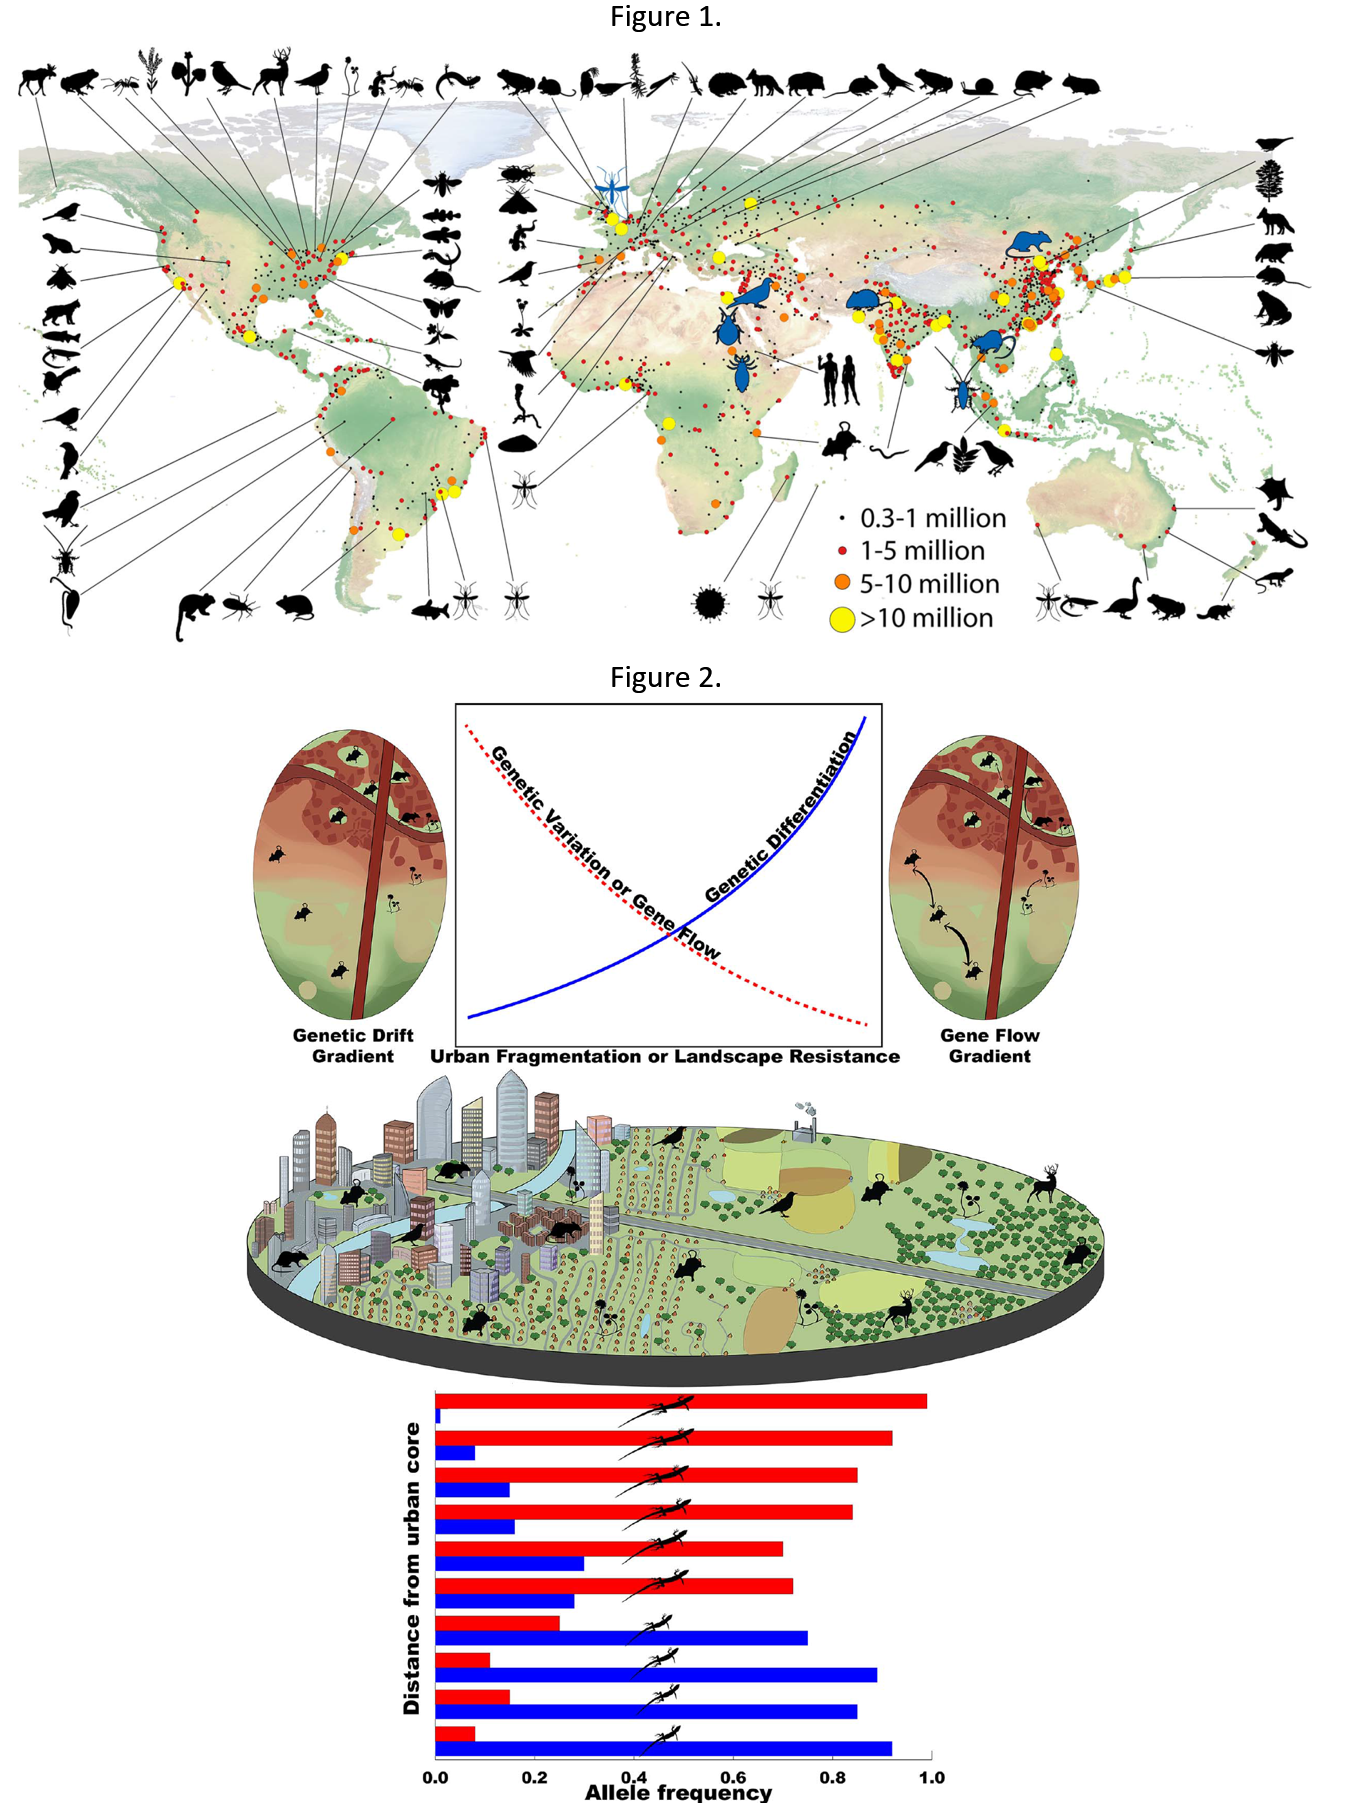 Figure 1.
0.3-1 million
1-5 million
5-10 million
>10 million
Figure 2.
Genetic Variation or Gene Flow
Genetic Differentiation
Genetic Drift
Gradient
Urban Fragmentation or Landscape Resistance
Gene Flow
Gradient
Distance from urban core
0.0 0.2 0.4 0.6 0.8 1.0
Allele frequency